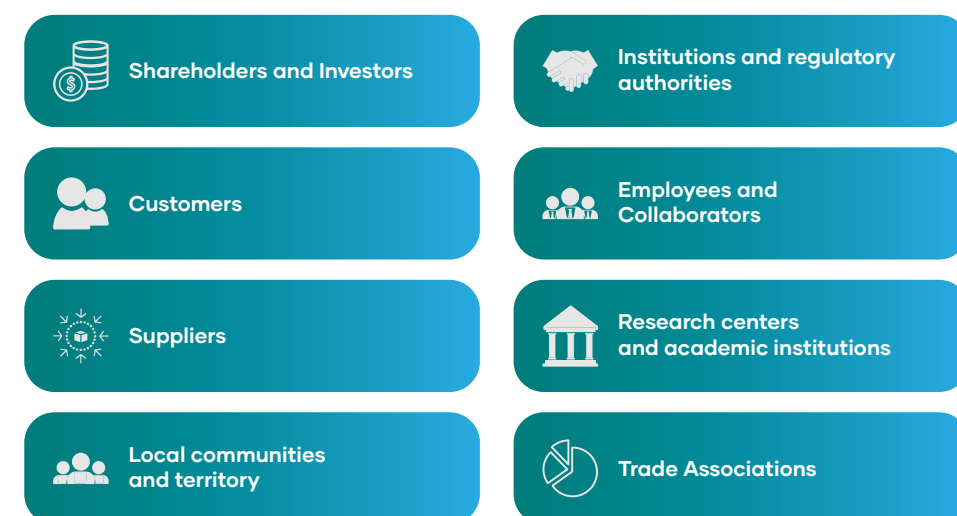 Shareholders and Investors
Institutions and regulatory
authorities
Customers
Employees and
Collaborators
Suppliers
Research centers
and academic institutions
Local communities
and territory
Trade Associations